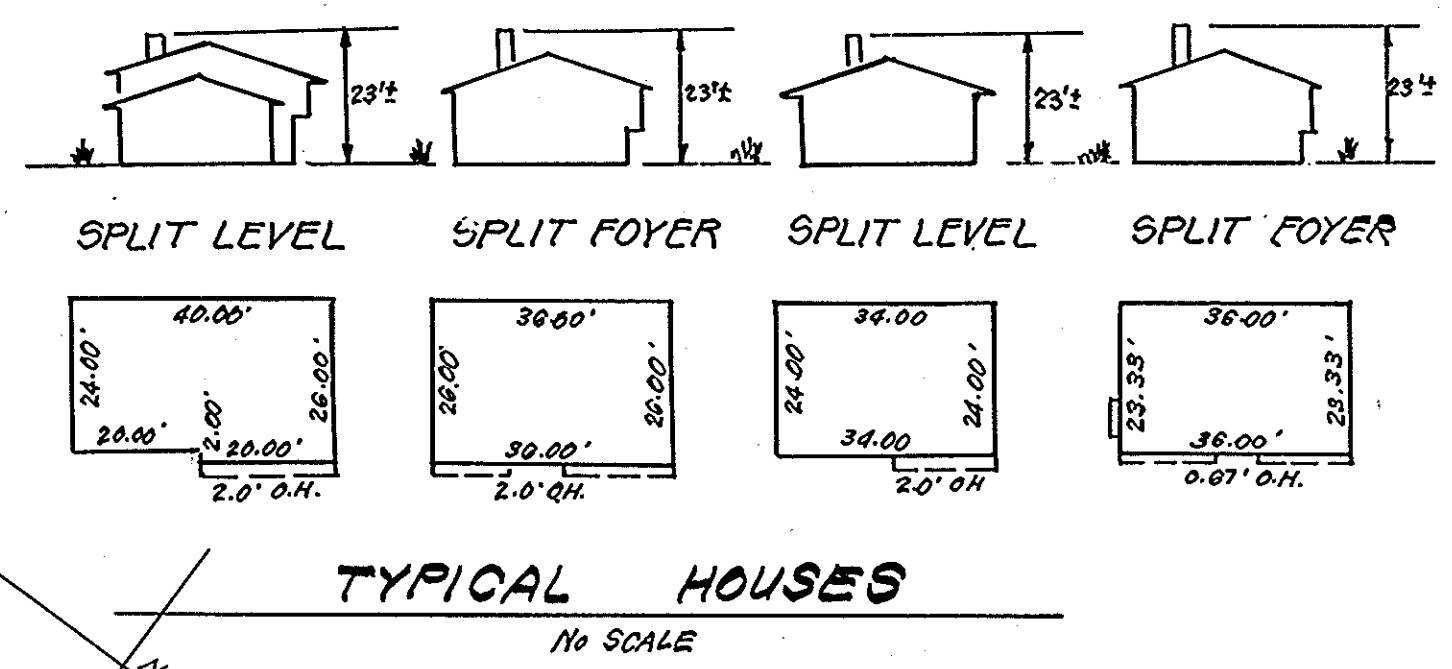 23'± 23'± 23'± 23'±
SPLIT LEVEL SPLIT FOYER SPLIT LEVEL SPLIT FOYER
40.00' 36.00' 34.00 36.00'
24.00' 26.00' 26.00' 26.00' 24.00' 24.00' 23.33' 23.33'
20.00' 2.00' 20.00' 36.00' 34.00 36.00'
2.0' O.H. 2.0' O.H. 2.0' OH 0.67' O.H.
TYPICAL HOUSES
No SCALE